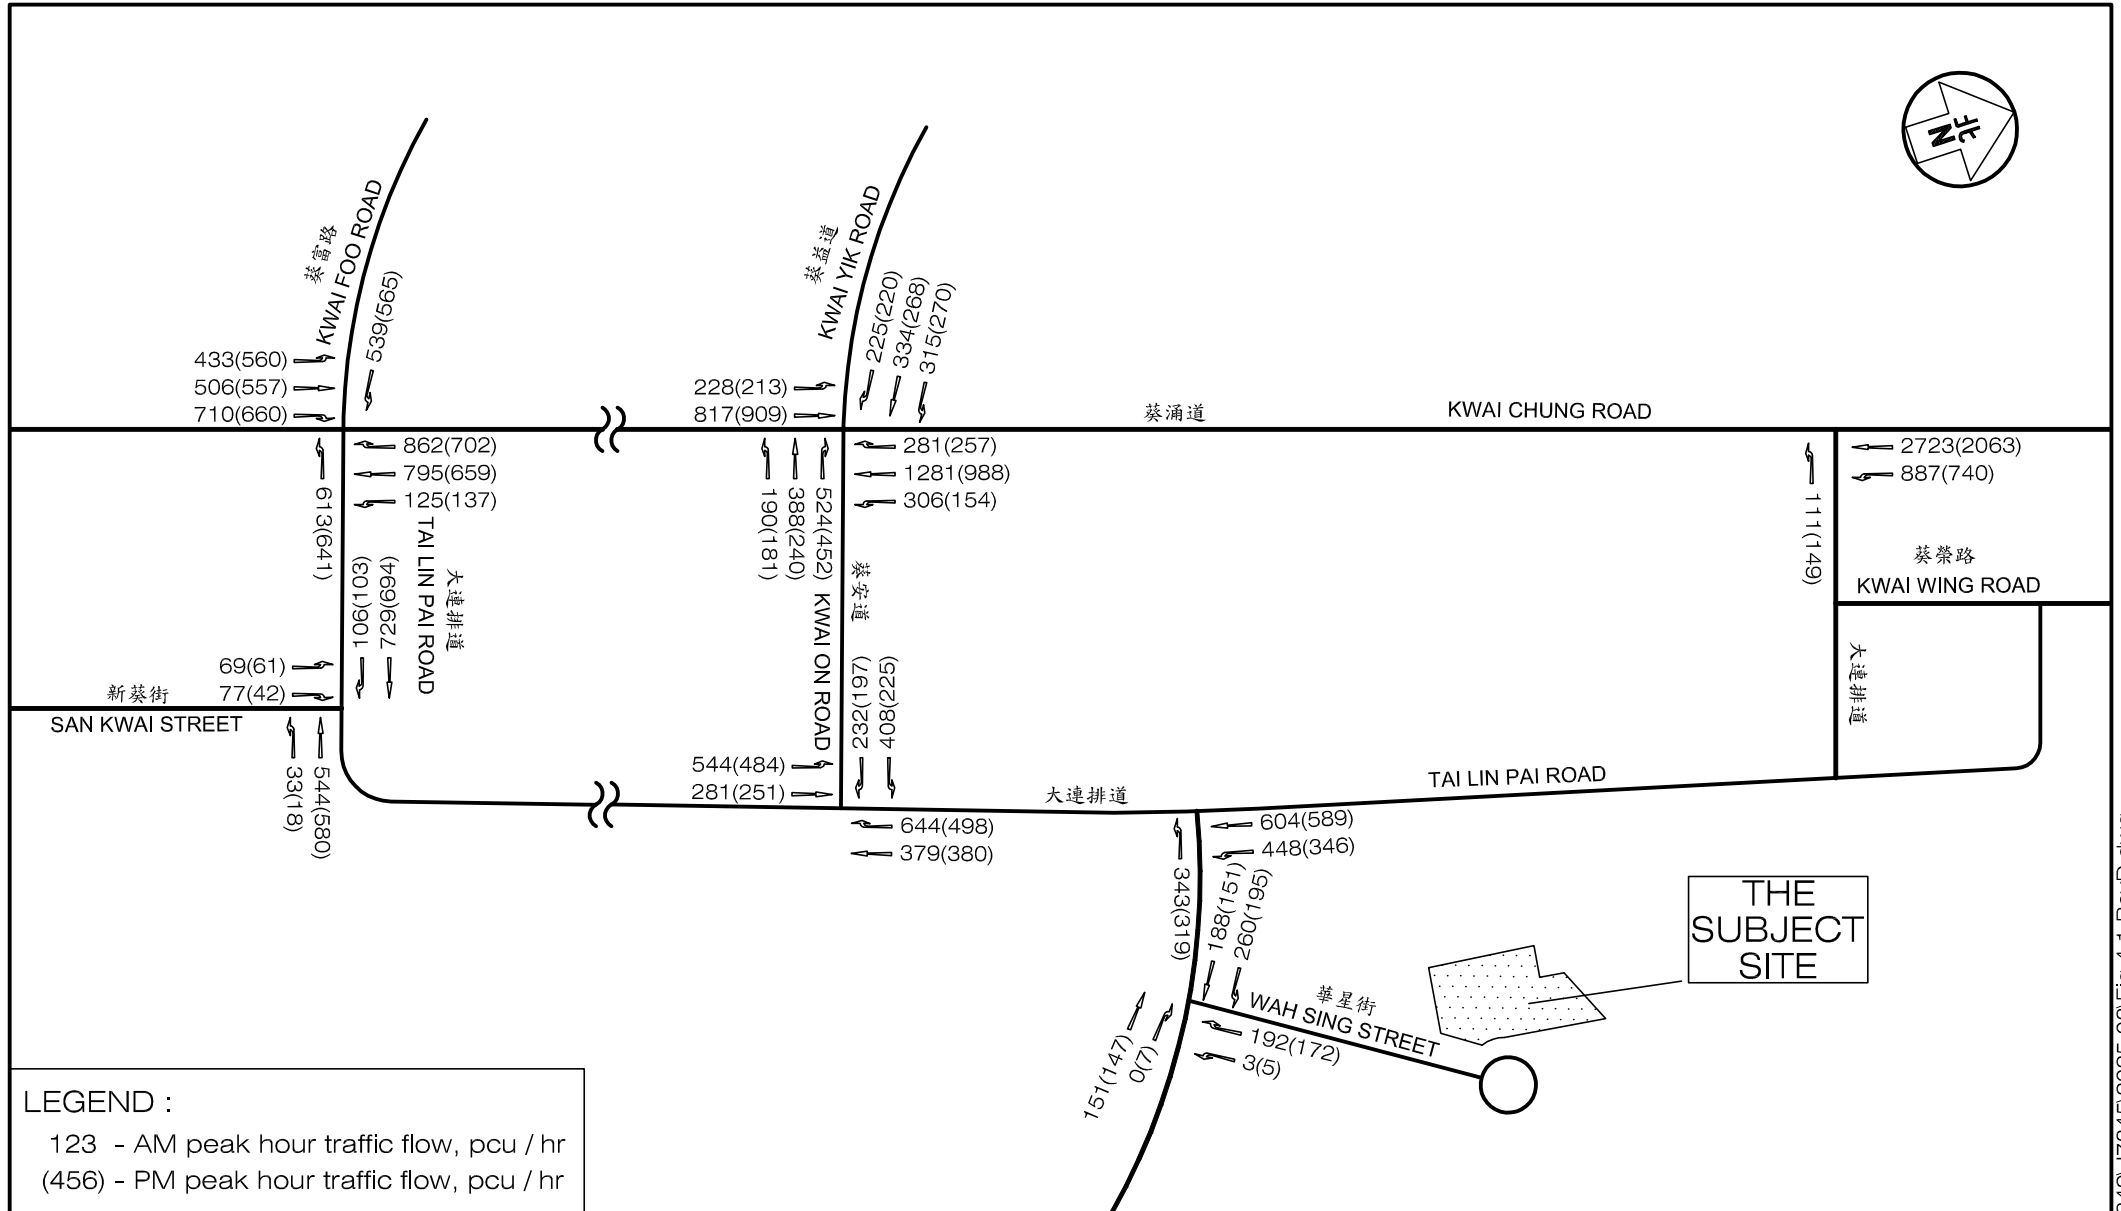 北
N
葵富路
KWAI FOO ROAD
539(565)
433(560)
506(557)
710(660)
葵益道
KWAI YIK ROAD
225(220)
334(268)
315(270)
228(213)
817(909)
葵涌道
KWAI CHUNG ROAD
862(702)
795(659)
125(137)
613(641)
281(257)
1281(988)
306(154)
190(181)
388(240)
524(452)
2723(2063)
887(740)
111(149)
葵榮路
KWAI WING ROAD
大連排道
TAI LIN PAI ROAD
106(103)
729(694)
葵安道
KWAI ON ROAD
232(197)
408(225)
大連排道
69(61)
77(42)
新葵街
SAN KWAI STREET
33(18)
544(580)
544(484)
281(251)
大連排道
TAI LIN PAI ROAD
644(498)
379(380)
604(589)
448(346)
343(319)
188(151)
260(195)
華星街
WAH SING STREET
192(172)
3(5)
151(147)
0(7)
THE
SUBJECT
SITE
LEGEND :
123 - AM peak hour traffic flow, pcu / hr
(456) - PM peak hour traffic flow, pcu / hr